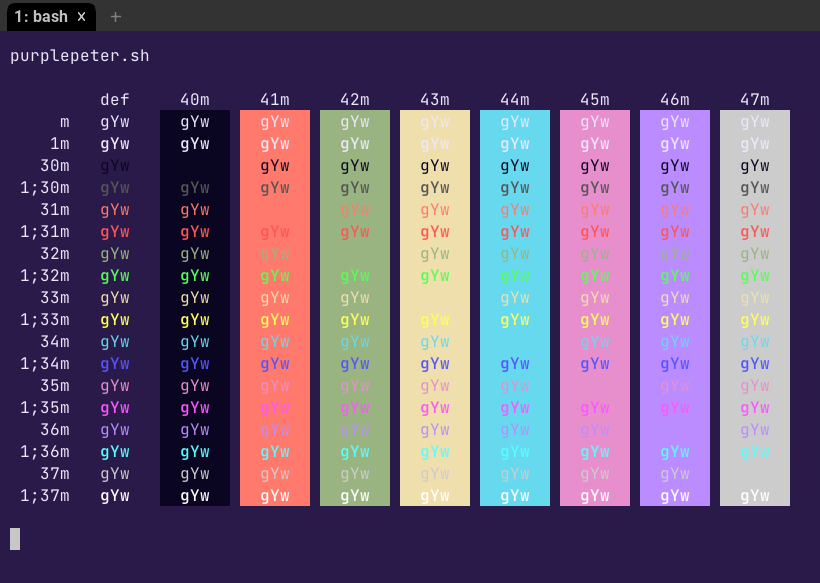 1: bash × +
purplepeter.sh
def 40m 41m 42m 43m 44m 45m 46m 47m
m gYw gYw gYw gYw gYw gYw gYw gYw gYw
1m gYw gYw gYw gYw gYw gYw gYw gYw gYw
30m gYw gYw gYw gYw gYw gYw gYw gYw
1;30m gYw gYw gYw gYw gYw gYw gYw gYw gYw
31m gYw gYw gYw gYw gYw gYw gYw gYw
1;31m gYw gYw gYw gYw gYw gYw gYw gYw gYw
32m gYw gYw gYw gYw gYw gYw gYw gYw
1;32m gYw gYw gYw gYw gYw gYw gYw gYw gYw
33m gYw gYw gYw gYw gYw gYw gYw gYw
1;33m gYw gYw gYw gYw gYw gYw gYw gYw gYw
34m gYw gYw gYw gYw gYw gYw gYw gYw
1;34m gYw gYw gYw gYw gYw gYw gYw gYw gYw
35m gYw gYw gYw gYw gYw gYw gYw gYw
1;35m gYw gYw gYw gYw gYw gYw gYw gYw gYw
36m gYw gYw gYw gYw gYw gYw gYw gYw
1;36m gYw gYw gYw gYw gYw gYw gYw gYw gYw
37m gYw gYw gYw gYw gYw gYw gYw gYw
1;37m gYw gYw gYw gYw gYw gYw gYw gYw gYw